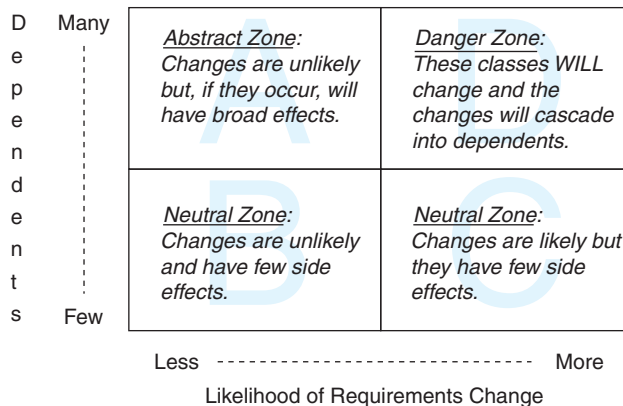 Dependents
Many
Few
A
Abstract Zone:
Changes are unlikely
but, if they occur, will
have broad effects.
D
Danger Zone:
These classes WILL
change and the
changes will cascade
into dependents.
B
Neutral Zone:
Changes are unlikely
and have few side
effects.
C
Neutral Zone:
Changes are likely but
they have few side
effects.
Less
More
Likelihood of Requirements Change